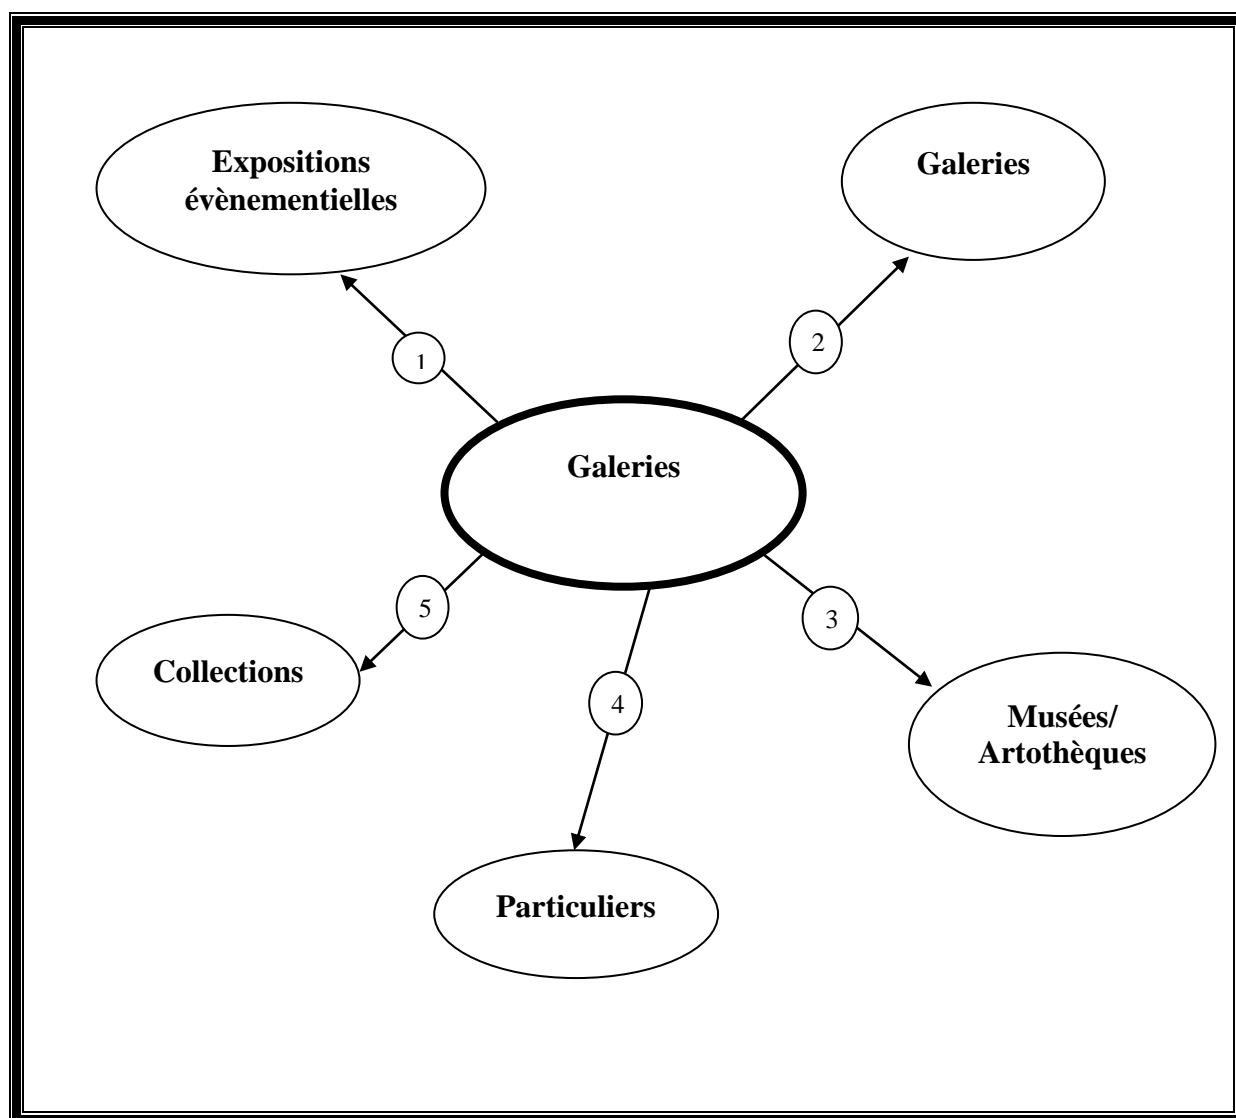 Expositions
évènementielles
Galeries
1
2
Galeries
5
3
Collections
4
Musées/
Artothèques
Particuliers